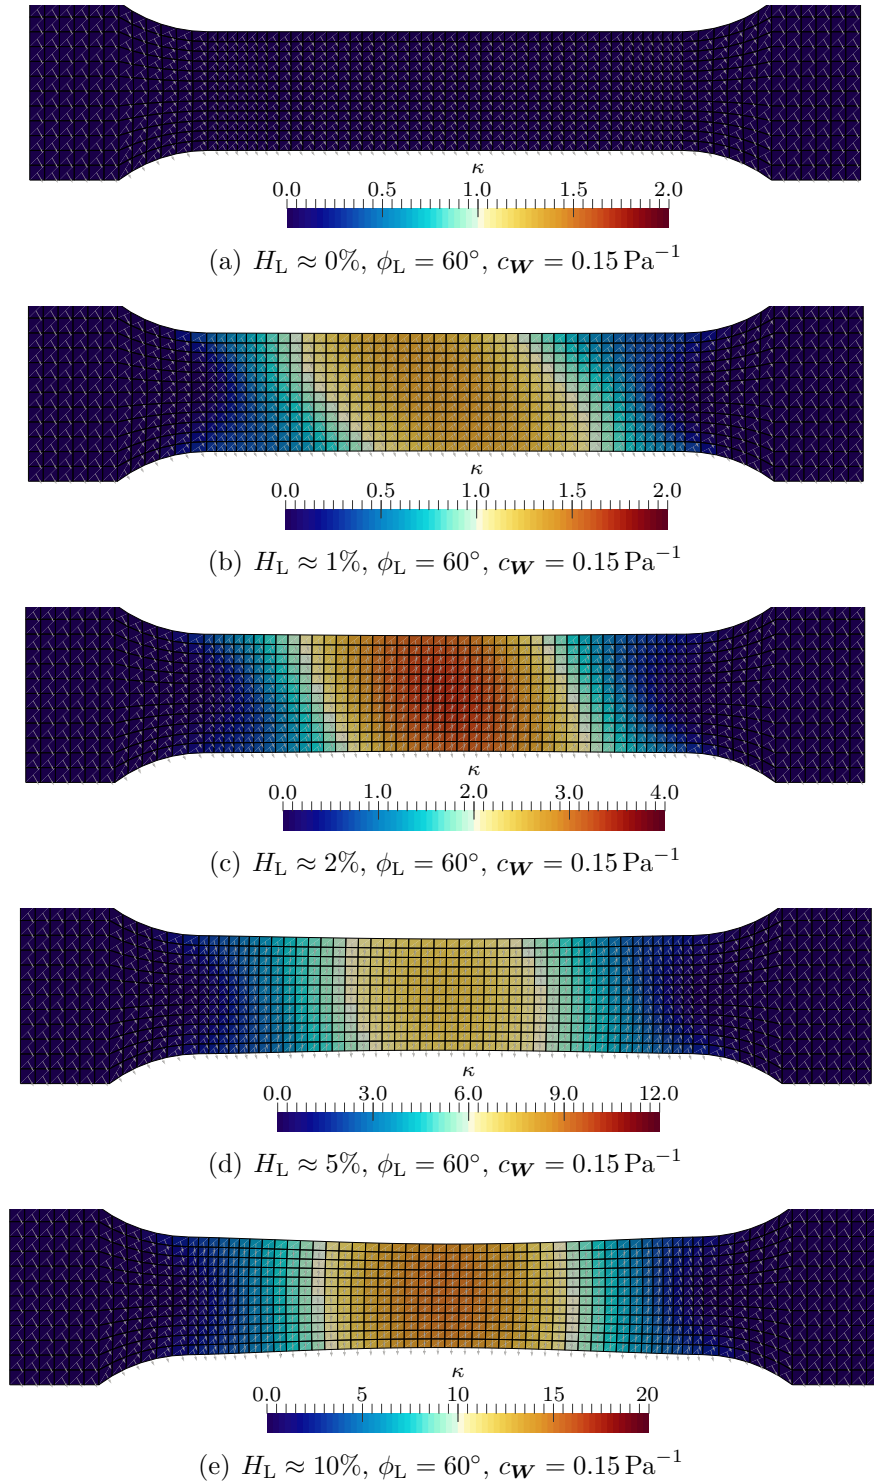 κ
0.0 0.5 1.0 1.5 2.0
(a) H_L ≈ 0%, ϕ_L = 60°, c_W = 0.15 Pa⁻¹
κ
0.0 0.5 1.0 1.5 2.0
(b) H_L ≈ 1%, ϕ_L = 60°, c_W = 0.15 Pa⁻¹
κ
0.0 1.0 2.0 3.0 4.0
(c) H_L ≈ 2%, ϕ_L = 60°, c_W = 0.15 Pa⁻¹
κ
0.0 3.0 6.0 9.0 12.0
(d) H_L ≈ 5%, ϕ_L = 60°, c_W = 0.15 Pa⁻¹
κ
0.0 5 10 15 20
(e) H_L ≈ 10%, ϕ_L = 60°, c_W = 0.15 Pa⁻¹